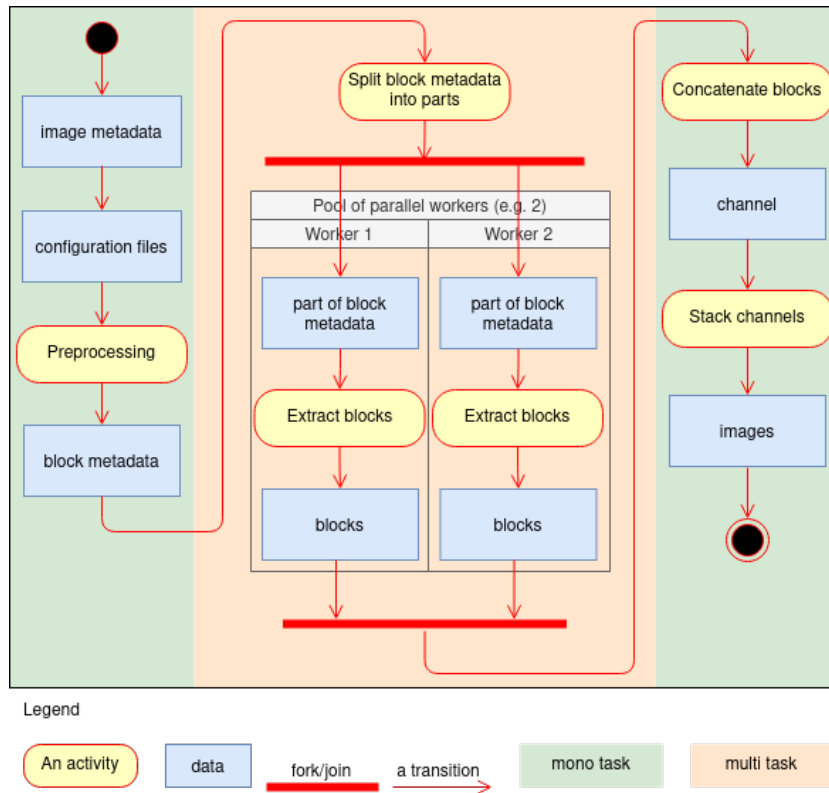 image metadata
configuration files
Preprocessing
block metadata
Split block metadata
into parts
Pool of parallel workers (e.g. 2)
Worker 1
Worker 2
part of block
metadata
part of block
metadata
Extract blocks
Extract blocks
blocks
blocks
Concatenate blocks
channel
Stack channels
images
Legend
An activity
data
fork/join
a transition
mono task
multi task